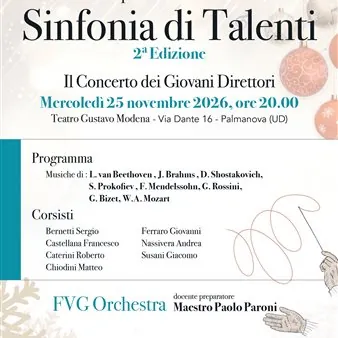 Sinfonia di Talenti
2ª Edizione
Il Concerto dei Giovani Direttori
Mercoledì 25 novembre 2026, ore 20.00
Teatro Gustavo Modena - Via Dante 16 - Palmanova (UD)
Programma
Musiche di : L. van Beethoven , J. Brahms , D. Shostakovich,
S. Prokofiev , F. Mendelssohn, G. Rossini,
G. Bizet, W.A. Mozart
Corsisti
Bernetti Sergio
Castellana Francesco
Caterini Roberto
Chiodini Matteo
Ferraro Giovanni
Nassivera Andrea
Susani Giacomo
FVG Orchestra
docente preparatore
Maestro Paolo Paroni